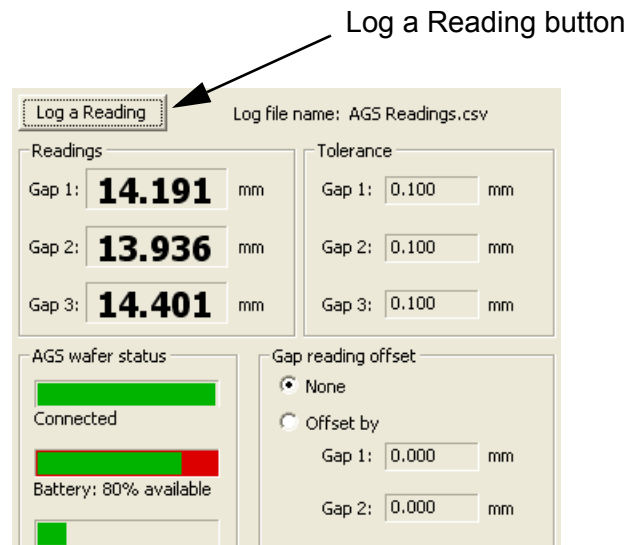 Log a Reading button
Log a Reading
Log file name: AGS Readings.csv
Readings
Gap 1: 14.191 mm
Gap 2: 13.936 mm
Gap 3: 14.401 mm
Tolerance
Gap 1: 0.100 mm
Gap 2: 0.100 mm
Gap 3: 0.100 mm
AGS wafer status
Connected
Battery: 80% available
Gap reading offset
None
Offset by
Gap 1: 0.000 mm
Gap 2: 0.000 mm